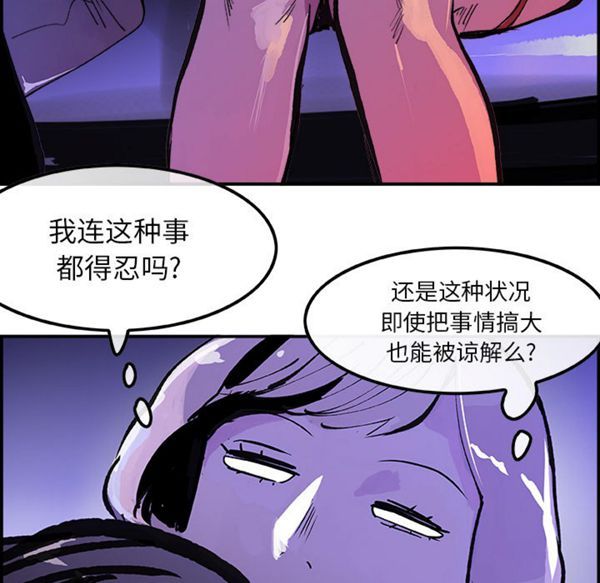 我连这种事
都得忍吗?
还是这种状况
即使把事情搞大
也能被谅解么?